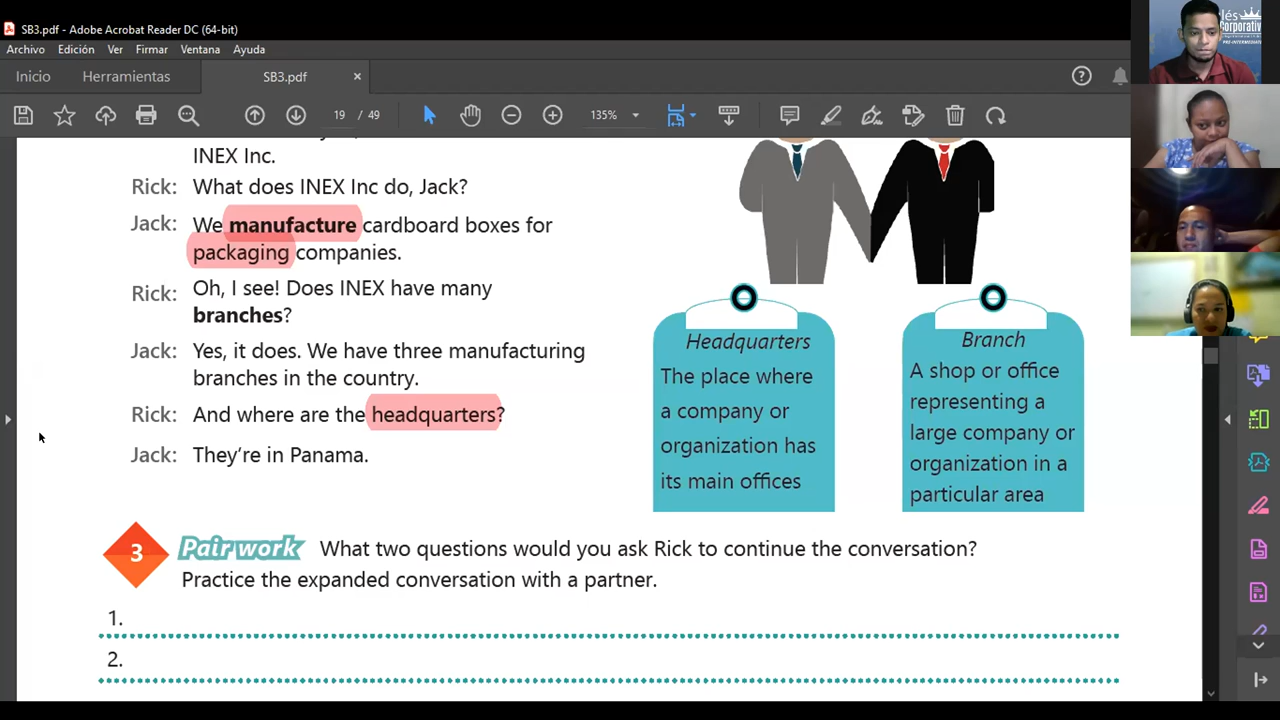 SB3.pdf - Adobe Acrobat Reader DC (64-bit)
Archivo Edición Ver Firmar Ventana Ayuda
Inicio Herramientas SB3.pdf ×
19 / 49 135%
INEX Inc.
Rick: What does INEX Inc do, Jack?
Jack: We manufacture cardboard boxes for
packaging companies.
Rick: Oh, I see! Does INEX have many
branches?
Jack: Yes, it does. We have three manufacturing
branches in the country.
Rick: And where are the headquarters?
Jack: They're in Panama.
Headquarters
The place where
a company or
organization has
its main offices
Branch
A shop or office
representing a
large company or
organization in a
particular area
3 Pair work What two questions would you ask Rick to continue the conversation?
Practice the expanded conversation with a partner.
1.
2.
lés
Corporativo
PRE-INTERMEDIATE